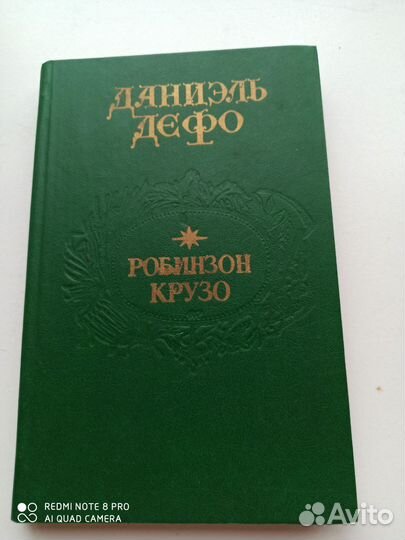 ДАНИЭЛЬ
ДЕФО
РОБИНЗОН
КРУЗО
REDMI NOTE 8 PRO
AI QUAD CAMERA
Avito